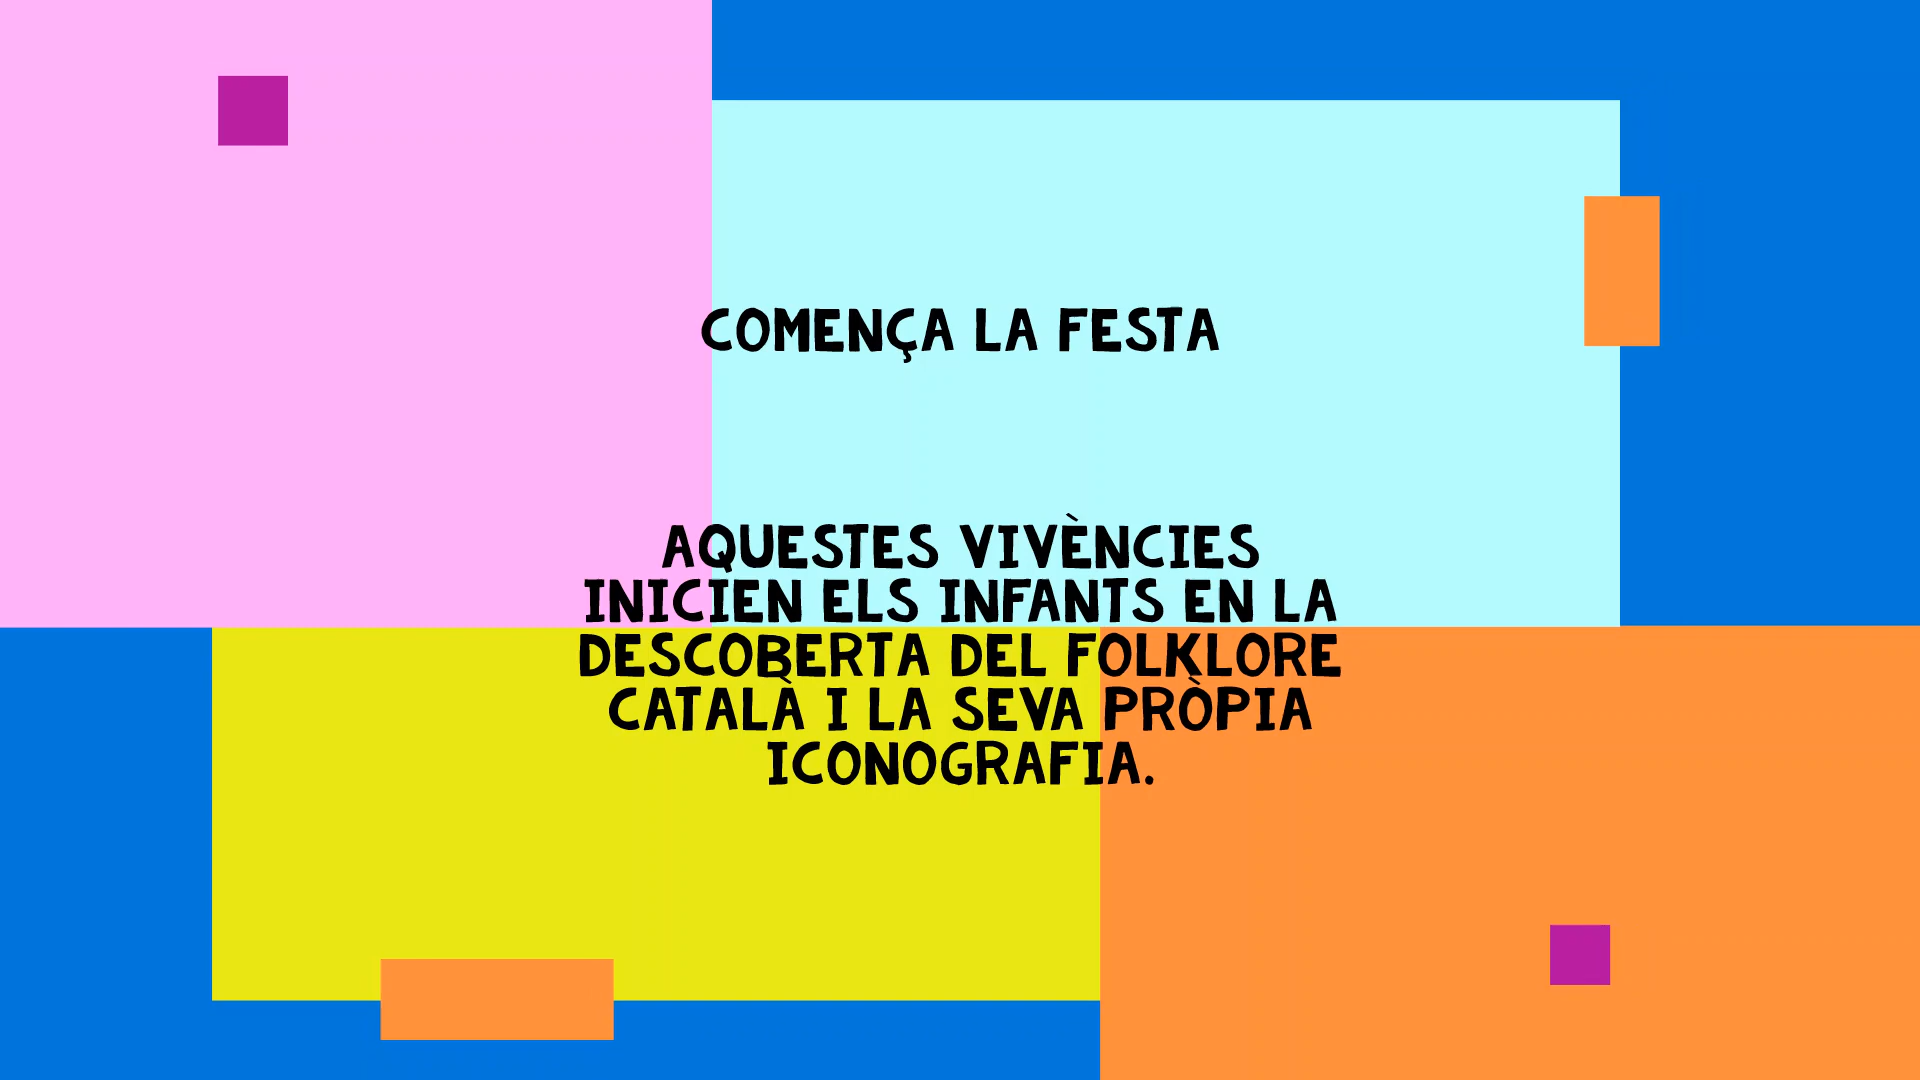 COMENÇA LA FESTA
AQUESTES VIVÈNCIES
INICIEN ELS INFANTS EN LA
DESCOBERTA DEL FOLKLORE
CATALÀ I LA SEVA PRÒPIA
ICONOGRAFIA.